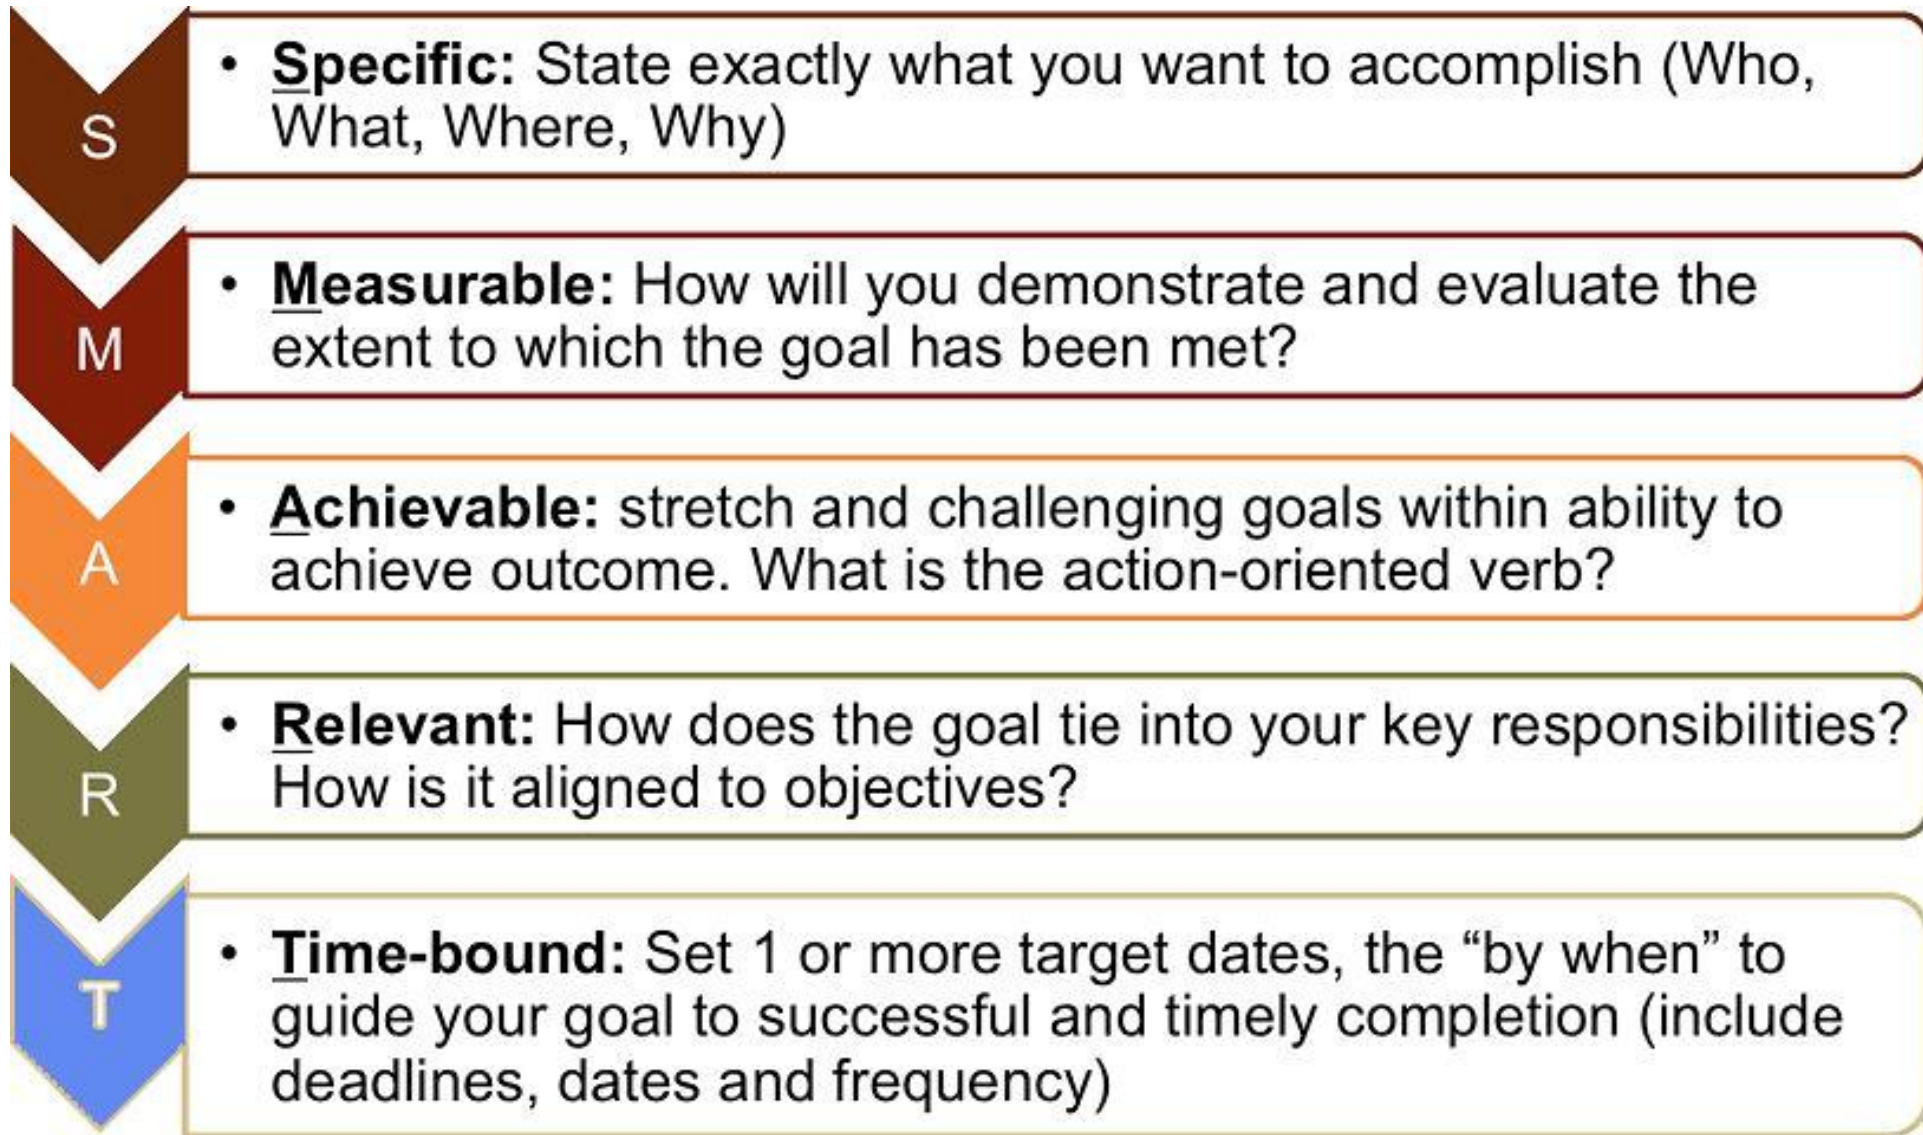 S
• Specific: State exactly what you want to accomplish (Who,
What, Where, Why)
M
• Measurable: How will you demonstrate and evaluate the
extent to which the goal has been met?
A
• Achievable: stretch and challenging goals within ability to
achieve outcome. What is the action-oriented verb?
R
• Relevant: How does the goal tie into your key responsibilities?
How is it aligned to objectives?
T
• Time-bound: Set 1 or more target dates, the “by when” to
guide your goal to successful and timely completion (include
deadlines, dates and frequency)